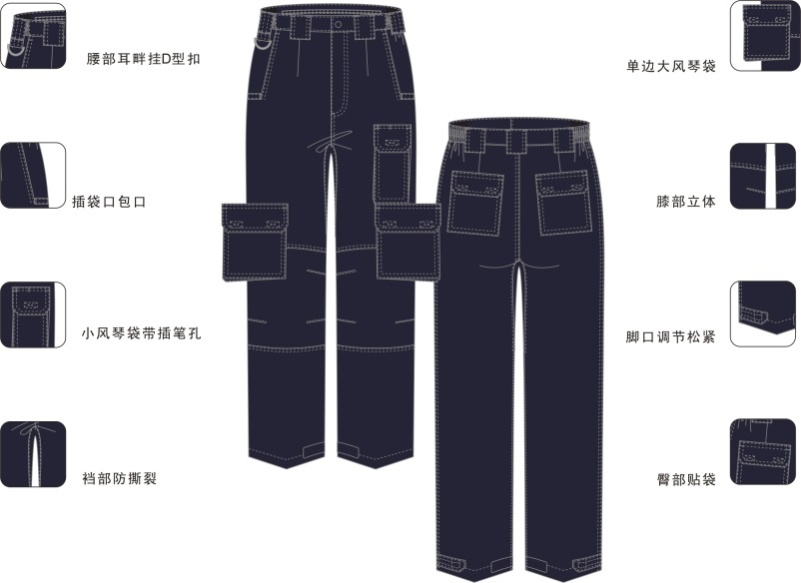 腰部耳畔挂D型扣
单边大风琴袋
插袋口包口
膝部立体
小风琴袋带插笔孔
脚口调节松紧
裆部防撕裂
臀部贴袋